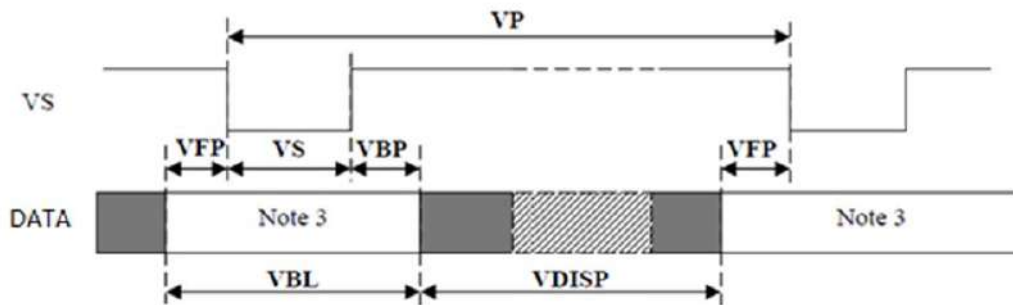 VP
VS
VFP VS VBP VFP
DATA Note 3 Note 3
VBL VDISP